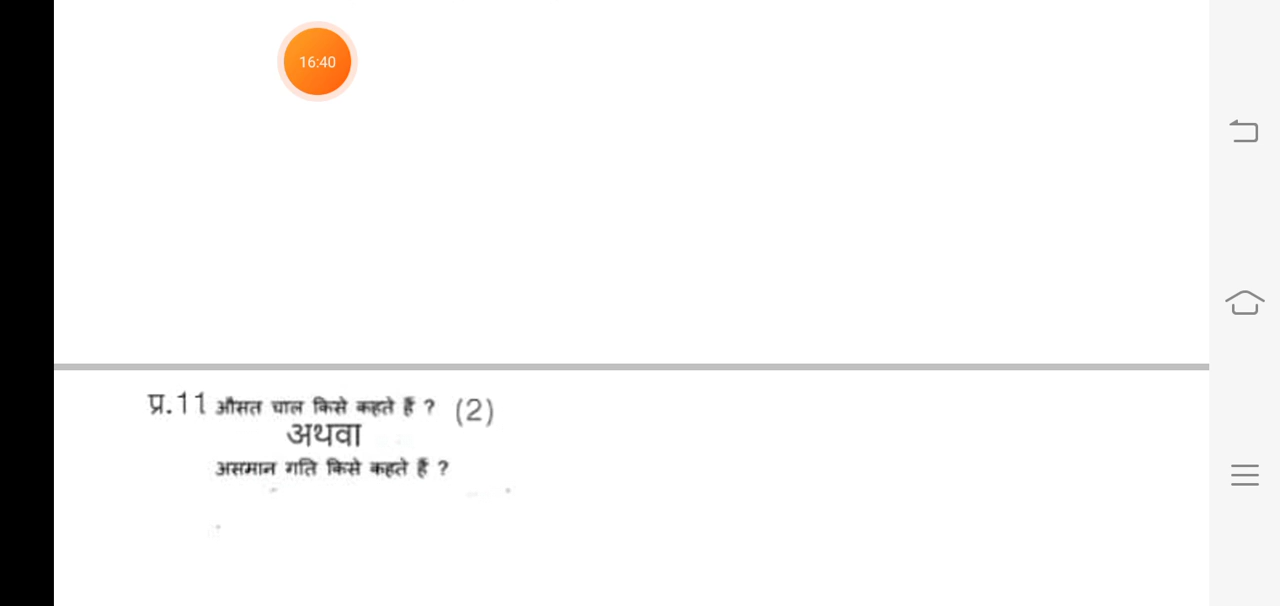 16:40
प्र.11 औसत चाल किसे कहते हैं ? (2)
अथवा
असमान गति किसे कहते हैं ?